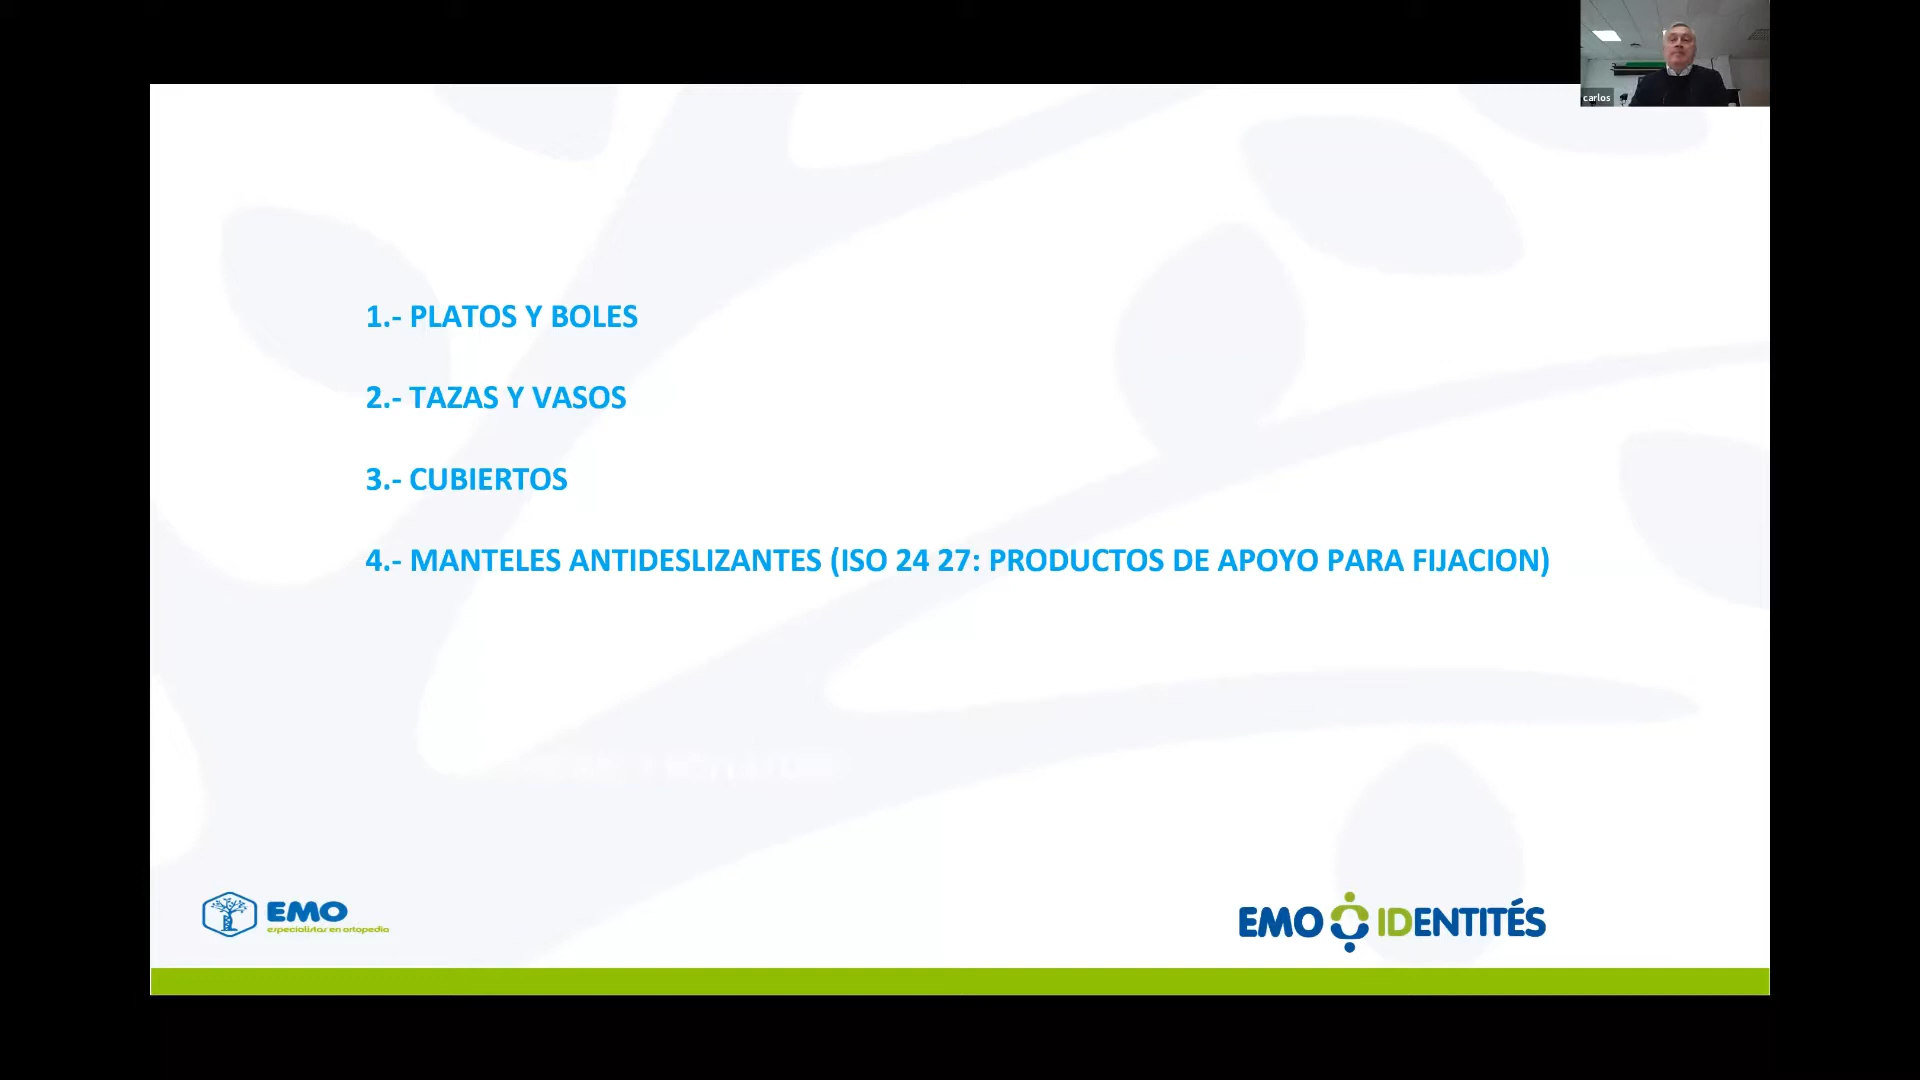 carlos
1.- PLATOS Y BOLES
2.- TAZAS Y VASOS
3.- CUBIERTOS
4.- MANTELES ANTIDESLIZANTES (ISO 24 27: PRODUCTOS DE APOYO PARA FIJACION)
EMO
especialistas en ortopedia
EMO IDENTITÉS